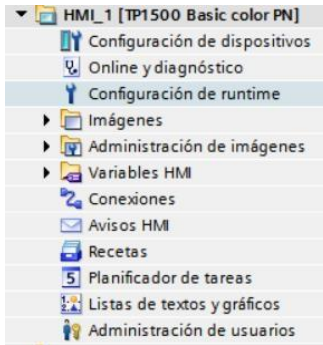 HMI_1 [TP1500 Basic color PN]
Configuración de dispositivos
Online y diagnóstico
Configuración de runtime
Imágenes
Administración de imágenes
Variables HMI
Conexiones
Avisos HMI
Recetas
5 Planificador de tareas
Listas de textos y gráficos
Administración de usuarios